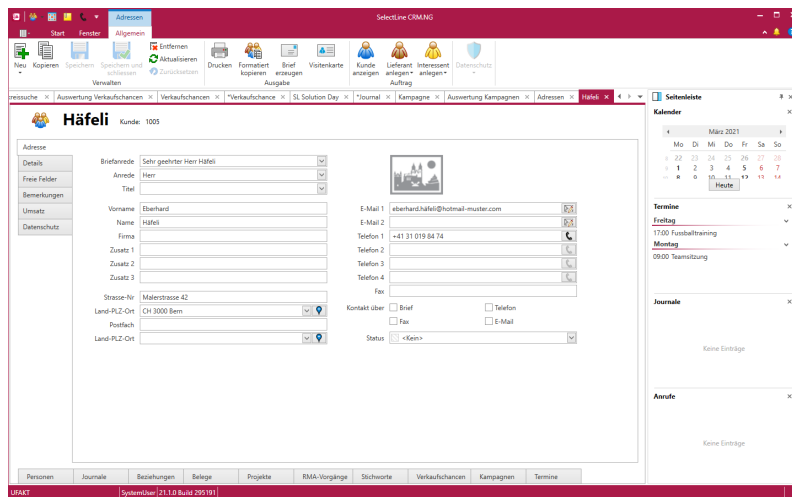 Adressen
SelectLine CRM.NG
Start Fenster Allgemein
Neu Kopieren Speichern Speichern und schliessen
Entfernen
Aktualisieren
Zurücksetzen
Drucken Formatiert kopieren Brief erzeugen Visitenkarte Kunde anzeigen Lieferant anlegen Interessent anlegen Datenschutz
Verwalten Ausgabe Auftrag
reissuche × Auswertung Verkaufschancen × Verkaufschancen × *Verkaufschance × SL Solution Day × *Journal × Kampagne × Auswertung Kampagnen × Adressen × Häfeli ×
Häfeli Kunde: 1005
Adresse
Details
Freie Felder
Bemerkungen
Umsatz
Datenschutz
Briefanrede Sehr geehrter Herr Häfeli
Anrede Herr
Titel
Vorname Eberhard
Name Häfeli
Firma
Zusatz 1
Zusatz 2
Zusatz 3
Strasse-Nr Malerstrasse 42
Land-PLZ-Ort CH 3000 Bern
Postfach
Land-PLZ-Ort
E-Mail 1 eberhard.häfeli@hotmail-muster.com
E-Mail 2
Telefon 1 +41 31 019 84 74
Telefon 2
Telefon 3
Telefon 4
Fax
Kontakt über Brief Telefon
Fax E-Mail
Status <Kein>
Personen Journale Beziehungen Belege Projekte RMA-Vorgänge Stichworte Verkaufschancen Kampagnen Termine
Seitenleiste
Kalender
März 2021
Mo Di Mi Do Fr Sa So
22 23 24 25 26 27 28
1 2 3 4 5 6 7
8 9 10 11 12 13 14
Heute
Termine
Freitag
17:00 Fussballtraining
Montag
09:00 Teamsitzung
Journale
Keine Einträge
Anrufe
Keine Einträge
UFAKT SystemUser 21.1.0 Build 295191